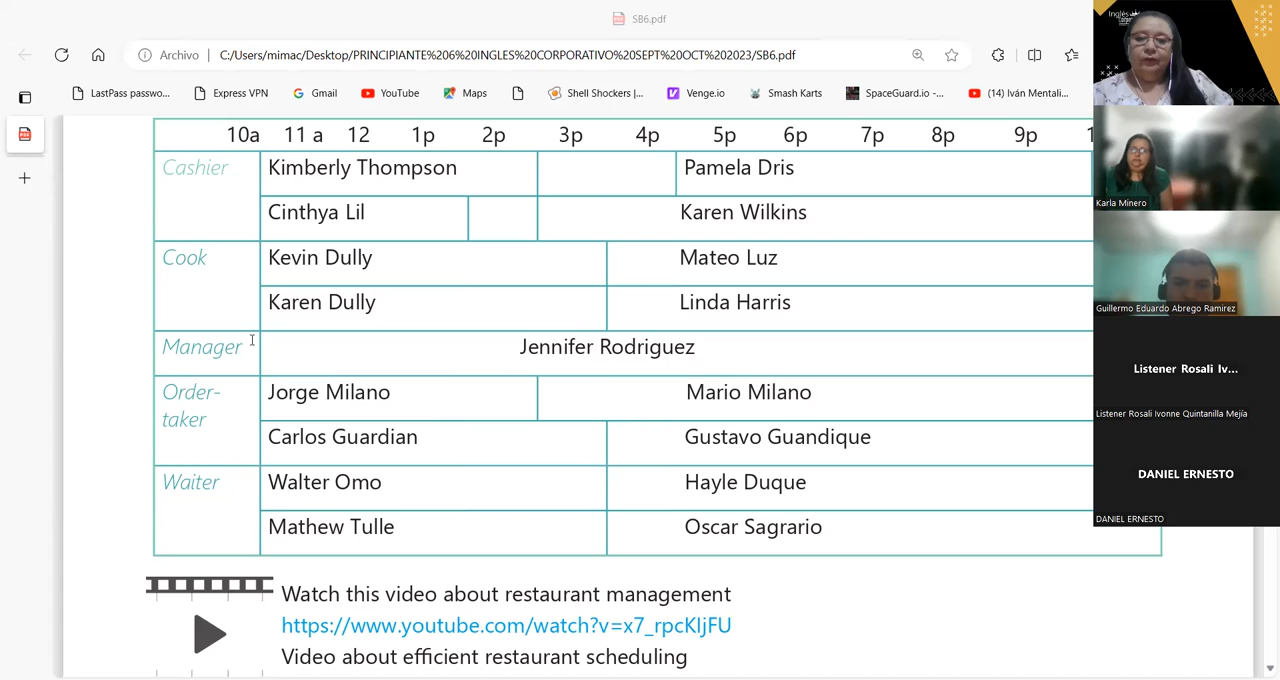 SB6.pdf
Archivo | C:/Users/mimac/Desktop/PRINCIPIANTE%206%20INGLES%20CORPORATIVO%20SEPT%20OCT%202023/SB6.pdf
LastPass passwo... Express VPN Gmail YouTube Maps Shell Shockers |... Venge.io Smash Karts SpaceGuard.io -... (14) Iván Mentali...
10a 11 a 12 1p 2p 3p 4p 5p 6p 7p 8p 9p 1
Cashier Kimberly Thompson Pamela Dris
Cinthya Lil Karen Wilkins
Cook Kevin Dully Mateo Luz
Karen Dully Linda Harris
Manager Jennifer Rodriguez
Order-
taker Jorge Milano Mario Milano
Carlos Guardian Gustavo Guandique
Waiter Walter Omo Hayle Duque
Mathew Tulle Oscar Sagrario
Watch this video about restaurant management
https://www.youtube.com/watch?v=x7_rpcKIjFU
Video about efficient restaurant scheduling
Inglés
Karla Minero
Guillermo Eduardo Abrego Ramirez
Listener Rosali Iv...
Listener Rosali Ivonne Quintanilla Mejía
DANIEL ERNESTO
DANIEL ERNESTO